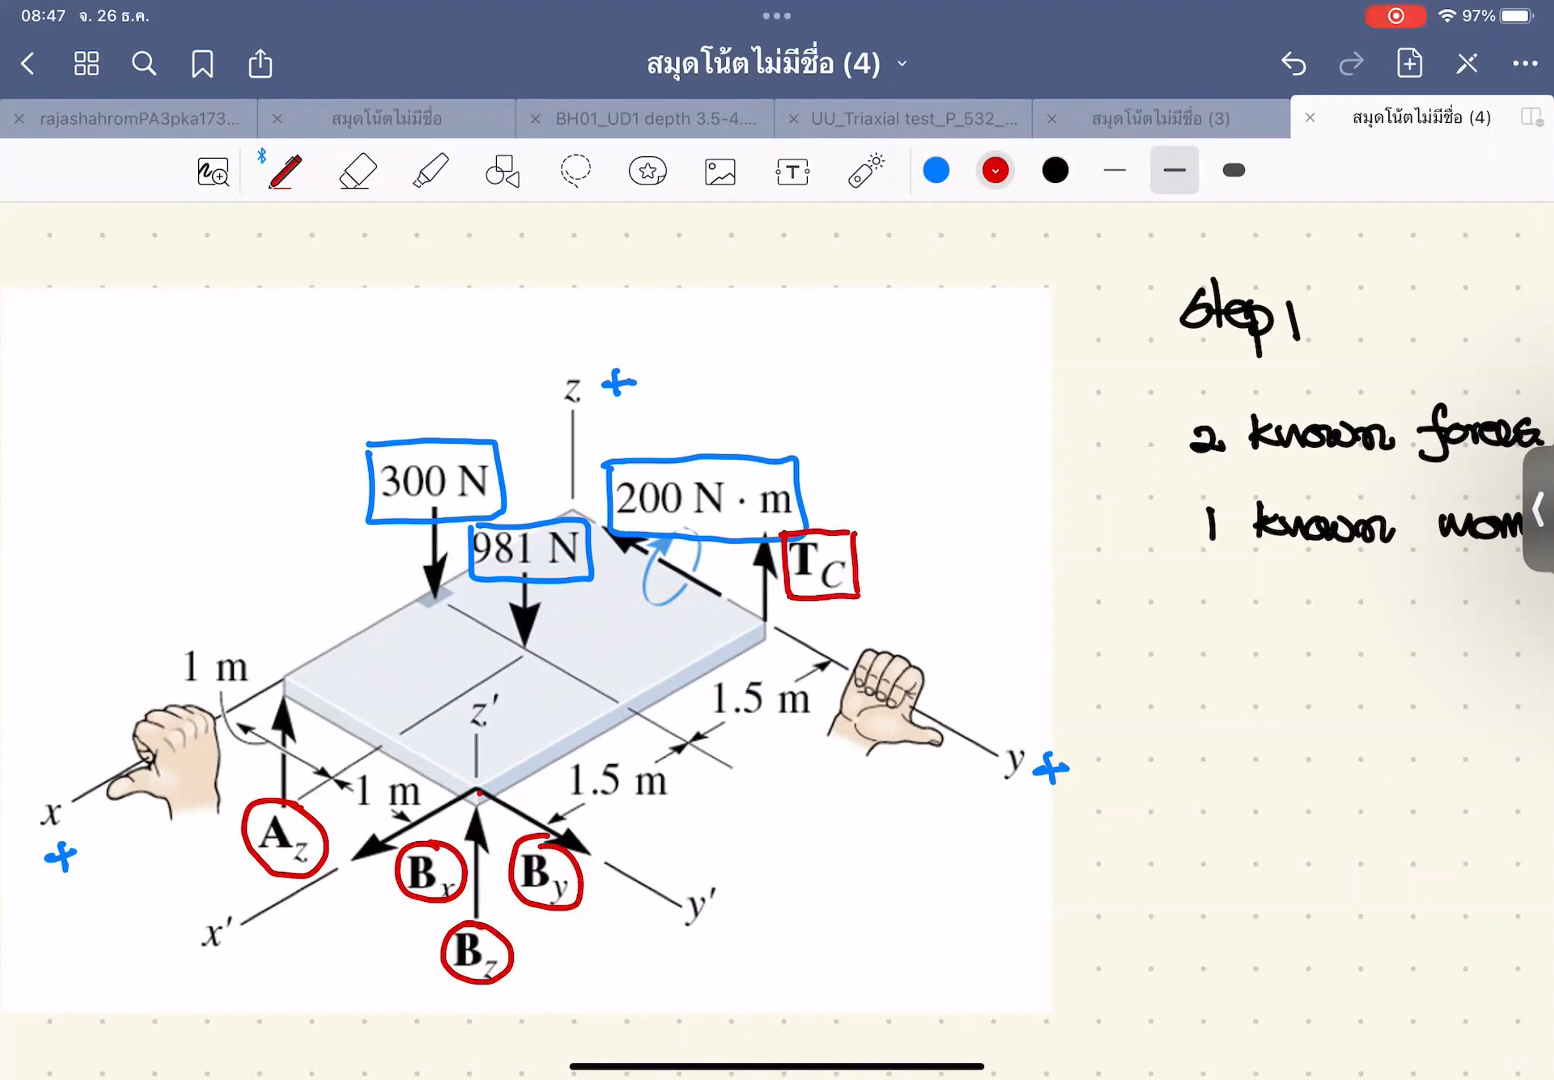 08:47 จ. 26 ธ.ค.
97%
สมุดโน้ตไม่มีชื่อ (4)
rajashahromPA3pka173...
สมุดโน้ตไม่มีชื่อ
BH01_UD1 depth 3.5-4....
UU_Triaxial test_P_532_...
สมุดโน้ตไม่มีชื่อ (3)
สมุดโน้ตไม่มีชื่อ (4)
T
Step 1
z +
2 known forces
300 N
200 N · m
1 known mom
981 N
T_C
1 m
z′
1.5 m
y +
1.5 m
1 m
x
+
A_z
B_x
B_y
y′
x′
B_z